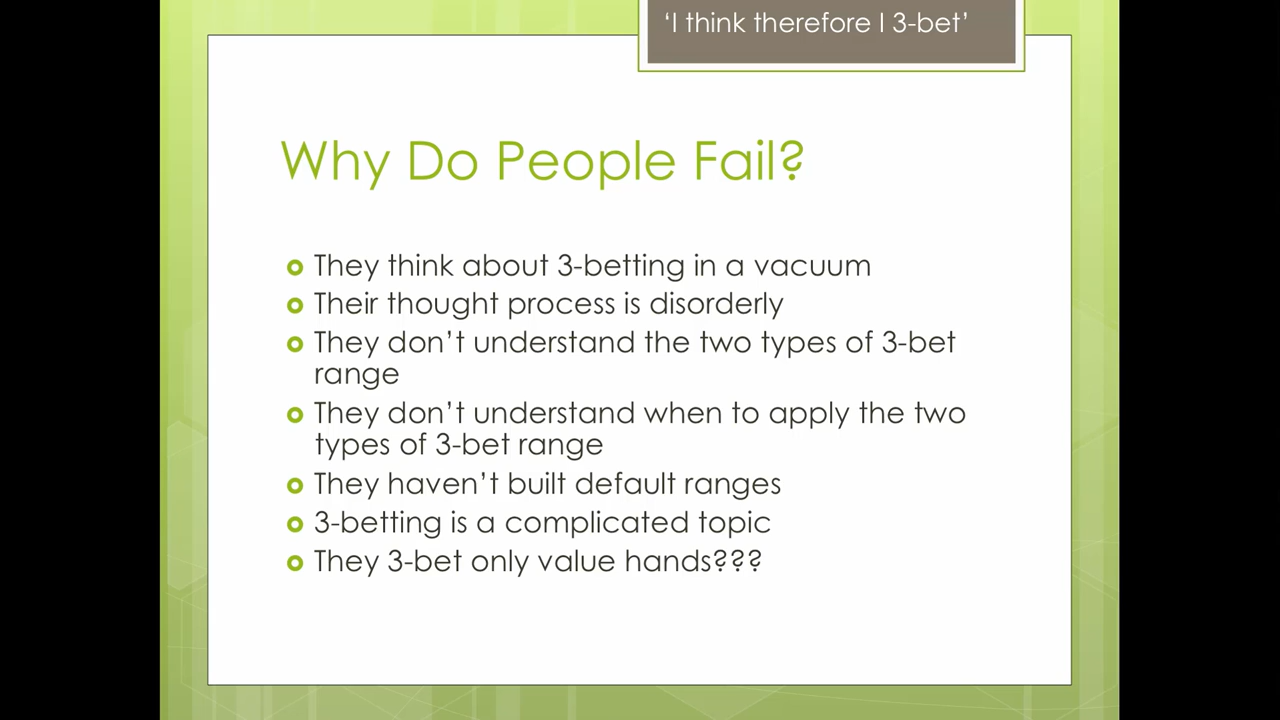 ‘I think therefore I 3-bet’
Why Do People Fail?
They think about 3-betting in a vacuum
Their thought process is disorderly
They don’t understand the two types of 3-bet
range
They don’t understand when to apply the two
types of 3-bet range
They haven’t built default ranges
3-betting is a complicated topic
They 3-bet only value hands???